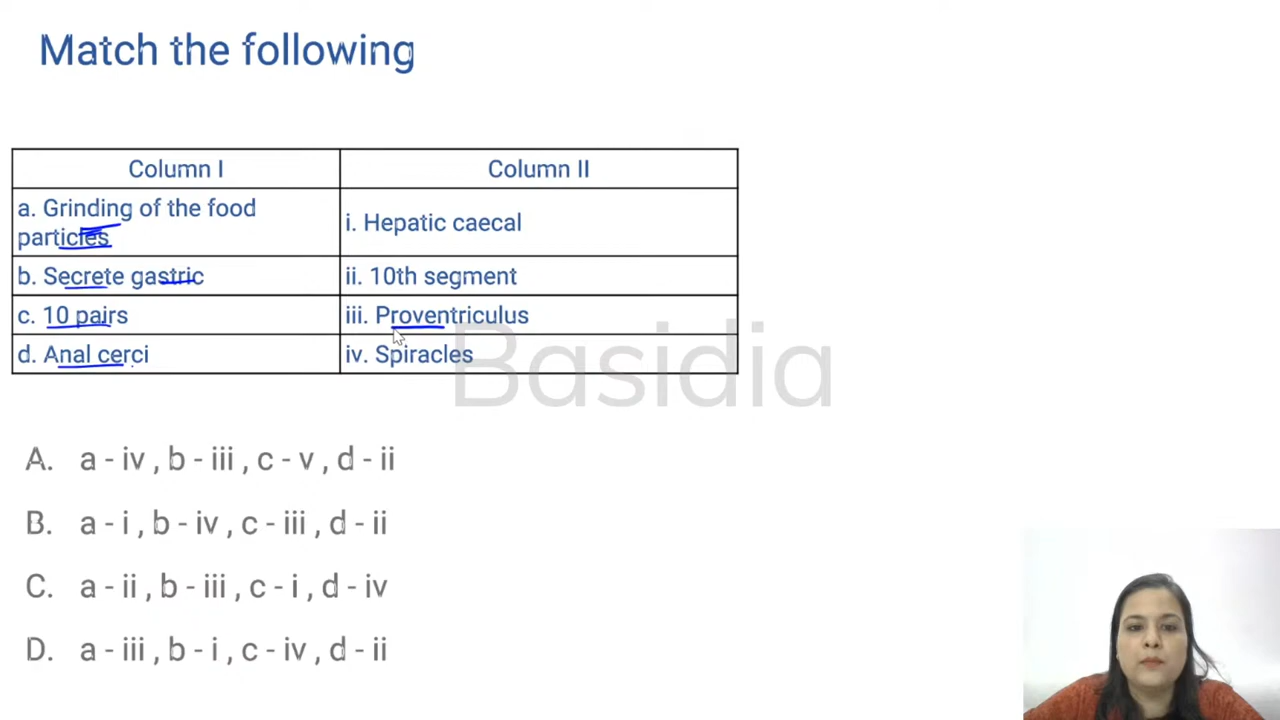 Match the following
Column I
Column II
a. Grinding of the food
particles
i. Hepatic caecal
b. Secrete gastric
ii. 10th segment
c. 10 pairs
iii. Proventriculus
d. Anal cerci
iv. Spiracles
Basidia
A. a - iv , b - iii , c - v , d - ii
B. a - i , b - iv , c - iii , d - ii
C. a - ii , b - iii , c - i , d - iv
D. a - iii , b - i , c - iv , d - ii